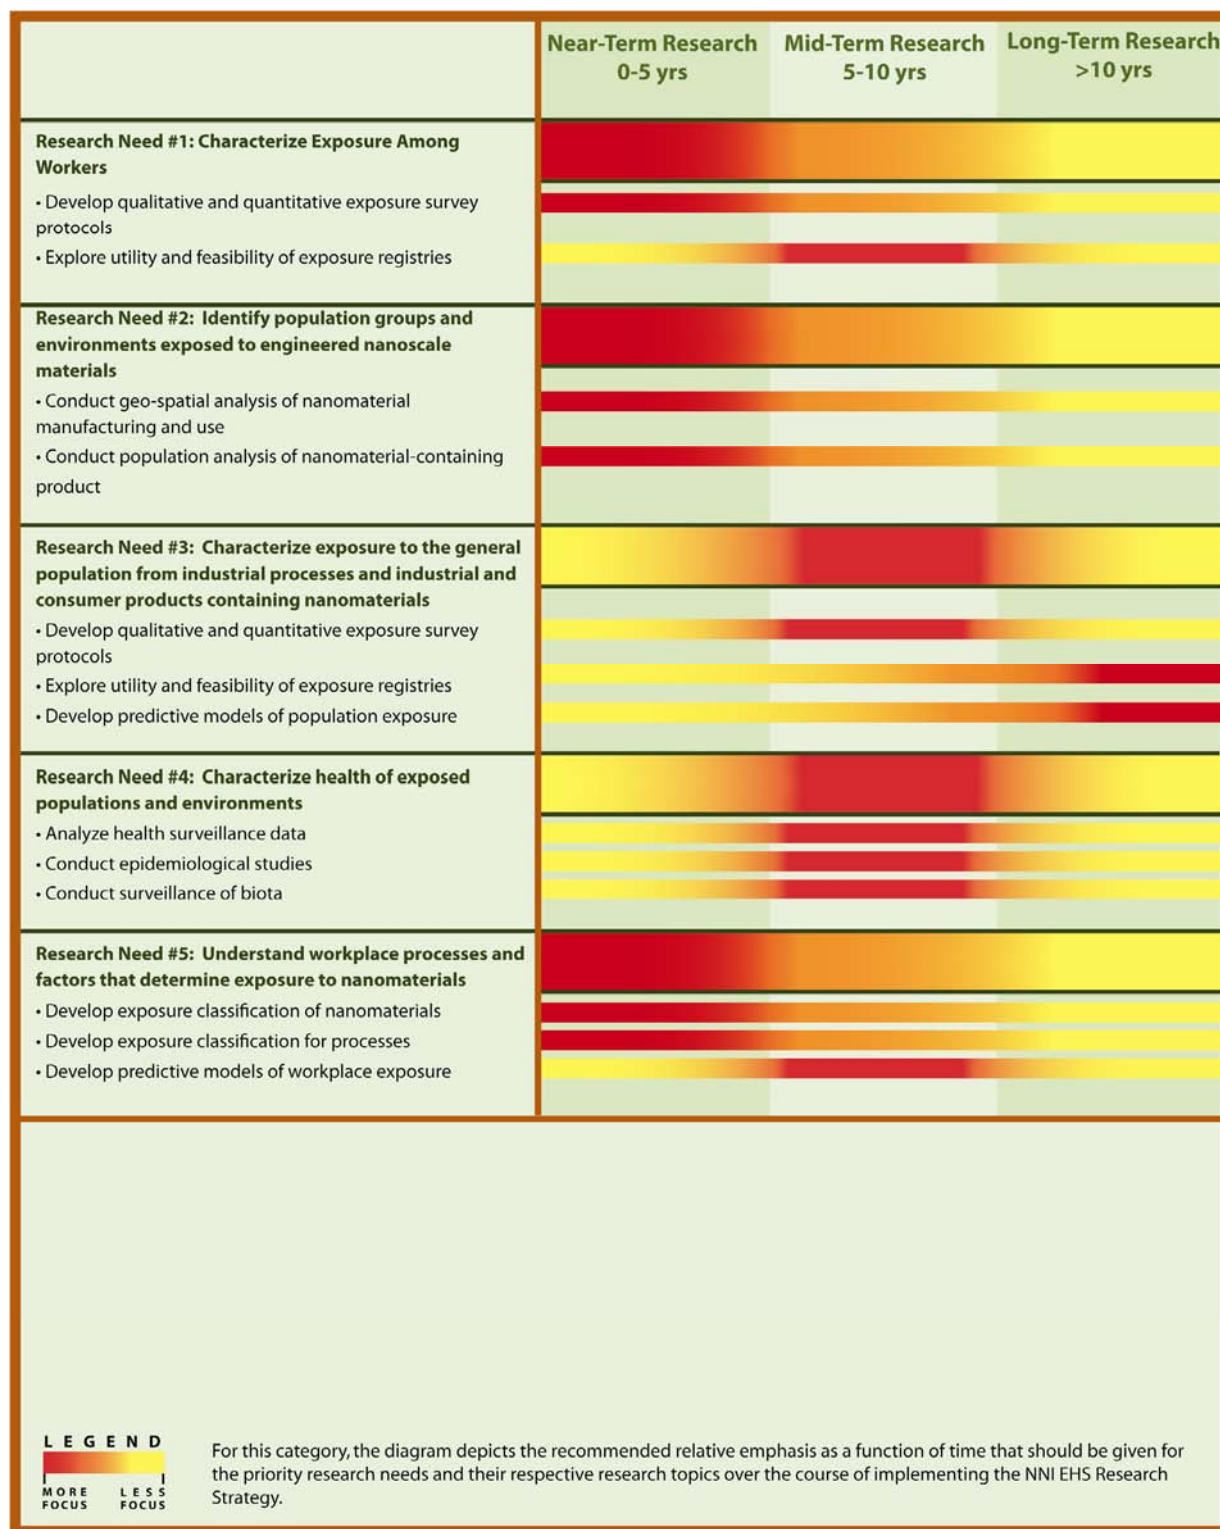 Near-Term Research
0-5 yrs
Mid-Term Research
5-10 yrs
Long-Term Research
>10 yrs
Research Need #1: Characterize Exposure Among
Workers
• Develop qualitative and quantitative exposure survey
protocols
• Explore utility and feasibility of exposure registries
Research Need #2: Identify population groups and
environments exposed to engineered nanoscale
materials
• Conduct geo-spatial analysis of nanomaterial
manufacturing and use
• Conduct population analysis of nanomaterial-containing
product
Research Need #3: Characterize exposure to the general
population from industrial processes and industrial and
consumer products containing nanomaterials
• Develop qualitative and quantitative exposure survey
protocols
• Explore utility and feasibility of exposure registries
• Develop predictive models of population exposure
Research Need #4: Characterize health of exposed
populations and environments
• Analyze health surveillance data
• Conduct epidemiological studies
• Conduct surveillance of biota
Research Need #5: Understand workplace processes and
factors that determine exposure to nanomaterials
• Develop exposure classification of nanomaterials
• Develop exposure classification for processes
• Develop predictive models of workplace exposure
LEGEND
MORE
FOCUS
LESS
FOCUS
For this category, the diagram depicts the recommended relative emphasis as a function of time that should be given for
the priority research needs and their respective research topics over the course of implementing the NNI EHS Research
Strategy.